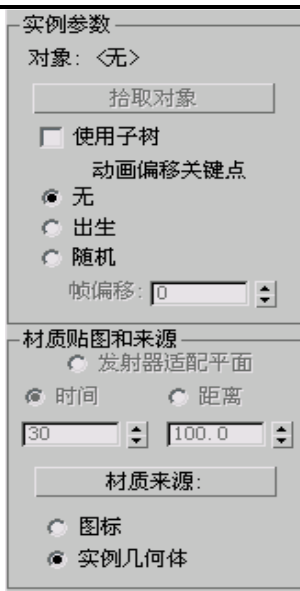 实例参数
对象: <无>
拾取对象
使用子树
动画偏移关键点
无
出生
随机
帧偏移: 0
材质贴图和来源
发射器适配平面
时间 距离
30 100.0
材质来源:
图标
实例几何体